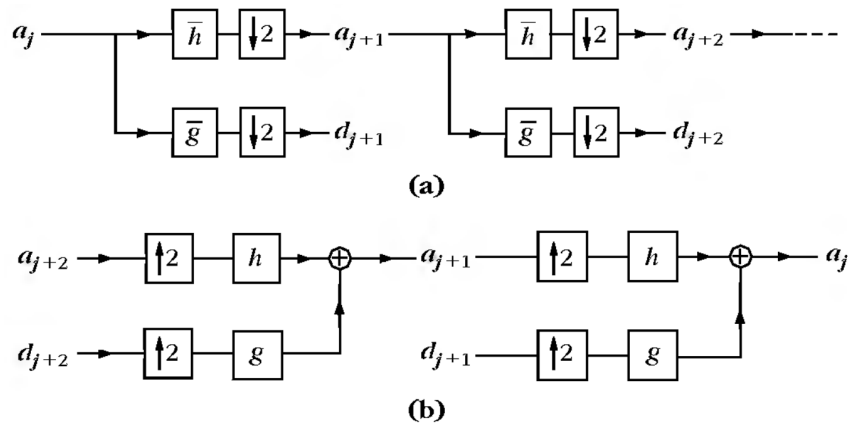 a_j h̄ ↓2 a_{j+1} h̄ ↓2 a_{j+2}
ḡ ↓2 d_{j+1} ḡ ↓2 d_{j+2}
(a)
a_{j+2} ↑2 h + a_{j+1} ↑2 h + a_j
d_{j+2} ↑2 g d_{j+1} ↑2 g
(b)